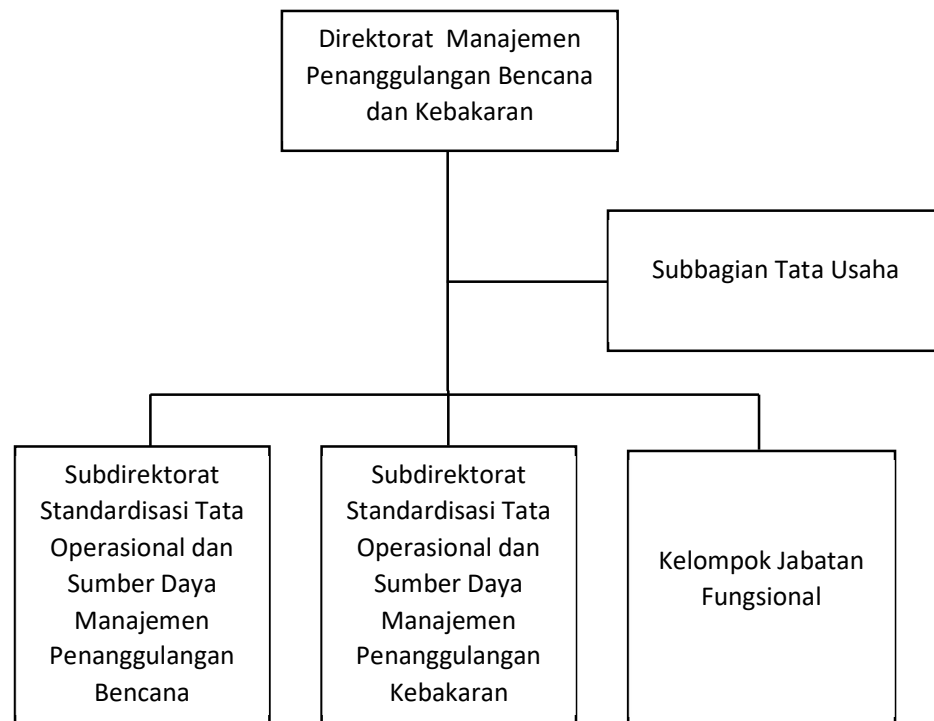 Direktorat Manajemen
Penanggulangan Bencana
dan Kebakaran
Subbagian Tata Usaha
Subdirektorat
Standardisasi Tata
Operasional dan
Sumber Daya
Manajemen
Penanggulangan
Bencana
Subdirektorat
Standardisasi Tata
Operasional dan
Sumber Daya
Manajemen
Penanggulangan
Kebakaran
Kelompok Jabatan
Fungsional